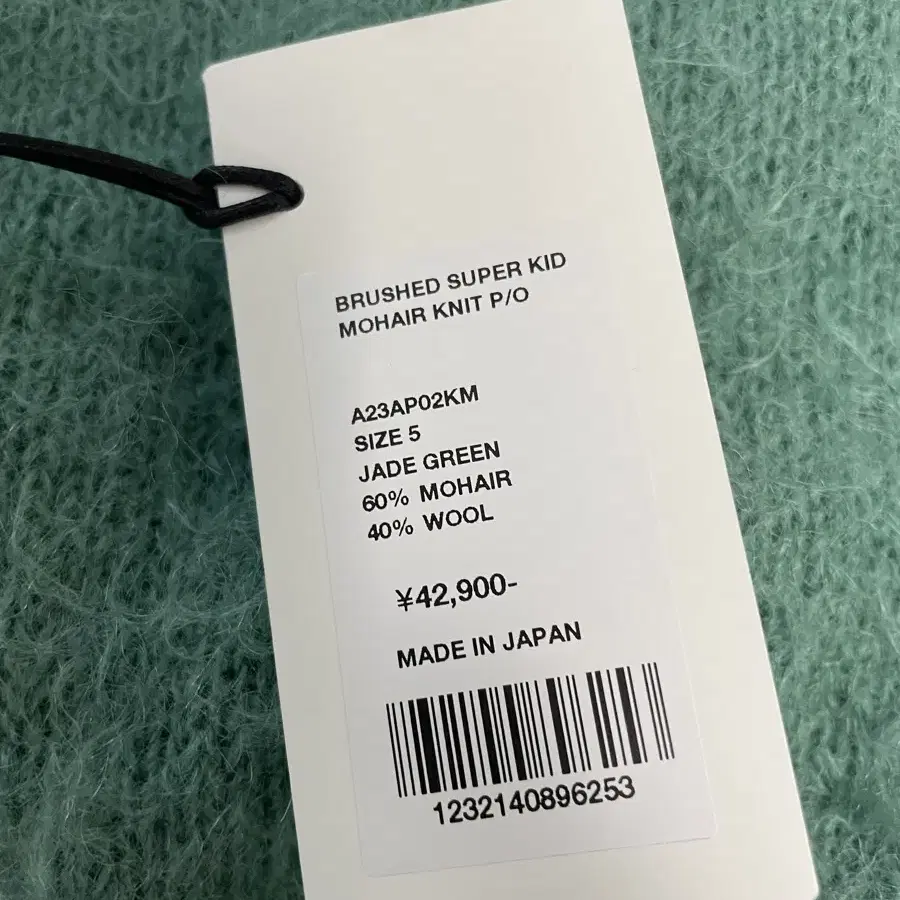 BRUSHED SUPER KID
MOHAIR KNIT P/O
A23AP02KM
SIZE 5
JADE GREEN
60% MOHAIR
40% WOOL
¥42,900-
MADE IN JAPAN
1232140896253